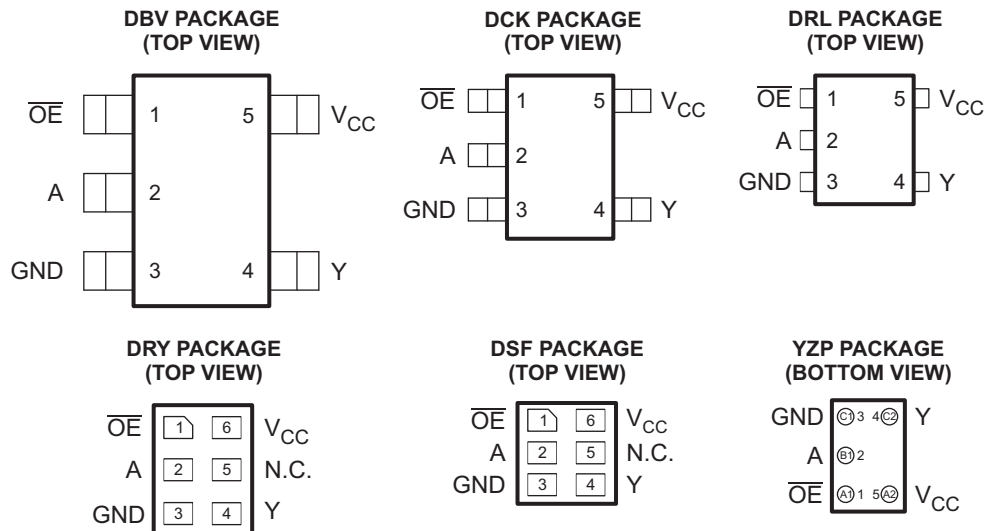 DBV PACKAGE
(TOP VIEW)
OE 1 5 VCC
A 2
GND 3 4 Y
DCK PACKAGE
(TOP VIEW)
OE 1 5 VCC
A 2
GND 3 4 Y
DRL PACKAGE
(TOP VIEW)
OE 1 5 VCC
A 2
GND 3 4 Y
DRY PACKAGE
(TOP VIEW)
OE 1 6 VCC
A 2 5 N.C.
GND 3 4 Y
DSF PACKAGE
(TOP VIEW)
OE 1 6 VCC
A 2 5 N.C.
GND 3 4 Y
YZP PACKAGE
(BOTTOM VIEW)
GND C1 3 4 C2 Y
A B1 2
OE A1 1 5 A2 VCC